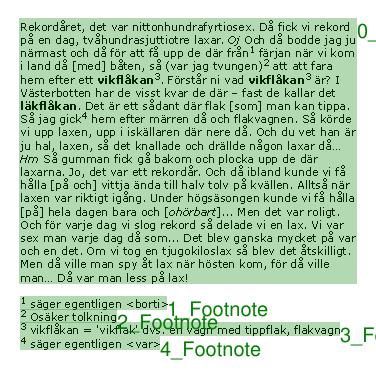 Rekordåret, det var nittonhundrafyrtiosex. Då fick vi rekord
på en dag, tvåhundrasjuttiotre laxar. Oj Och då bodde jag ju
närmast och då för att få upp de där från¹ färjan när vi kom
i land då [med] båten, så (var jag tvungen)² att att fara
hem efter ett vikflåkan³. Förstår ni vad vikflåkan³ är? I
Västerbotten har de visst kvar de där – fast de kallar det
läkflåkan. Det är ett sådant där flak [som] man kan tippa.
Så jag gick⁴ hem efter märren då och flakvagnen. Så körde
vi upp laxen, upp i iskällaren där nere då. Och du vet han är
ju hal, laxen, så det knallade och drällde någon laxar då...
Hm Så gumman fick gå bakom och plocka upp de där
laxarna. Jo, det var ett rekordår. Och då ibland kunde vi få
hålla [på och] vittja ända till halv tolv på kvällen. Alltså när
laxen var riktigt igång. Under högsäsongen kunde vi få hålla
[på] hela dagen bara och [ohörbart]... Men det var roligt.
Och för varje dag vi slog rekord så delade vi en lax. Vi var
sex man varje dag då som... Det blev ganska mycket på var
och en det. Om vi tog en tjugokiloslax så blev det åtskilligt.
Men då ville man spy åt lax när hösten kom, för då ville
man... Då var man less på lax!
¹ säger egentligen <borti>
² Osäker tolkning
³ vikflåkan = 'vikflak' dvs. en vagn med tippflak, flakvagn
⁴ säger egentligen <var>
0_
1_Footnote
2_Footnote
3_F
4_Footnote